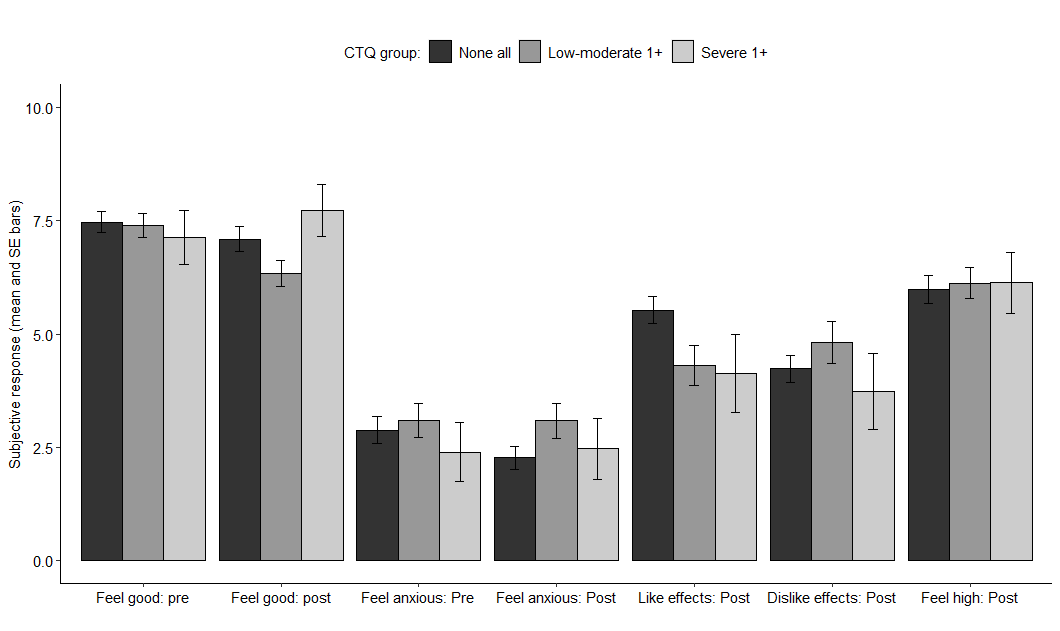 CTQ group: None all Low-moderate 1+ Severe 1+
Subjective response (mean and SE bars)
10.0
7.5
5.0
2.5
0.0
Feel good: pre Feel good: post Feel anxious: Pre Feel anxious: Post Like effects: Post Dislike effects: Post Feel high: Post